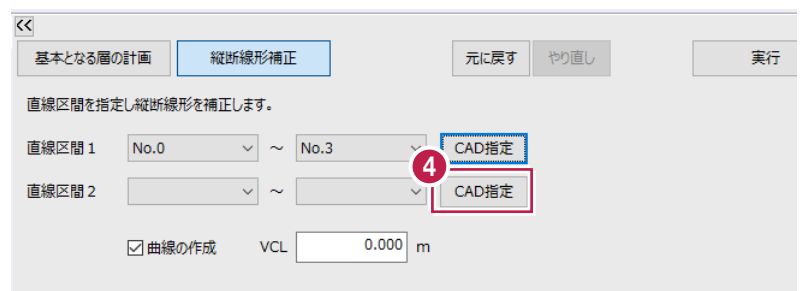 <<
基本となる層の計画 縦断線形補正 元に戻す やり直し 実行
直線区間を指定し縦断線形を補正します。
直線区間1 No.0 ~ No.3 CAD指定
4
直線区間2 ~ CAD指定
曲線の作成 VCL 0.000 m